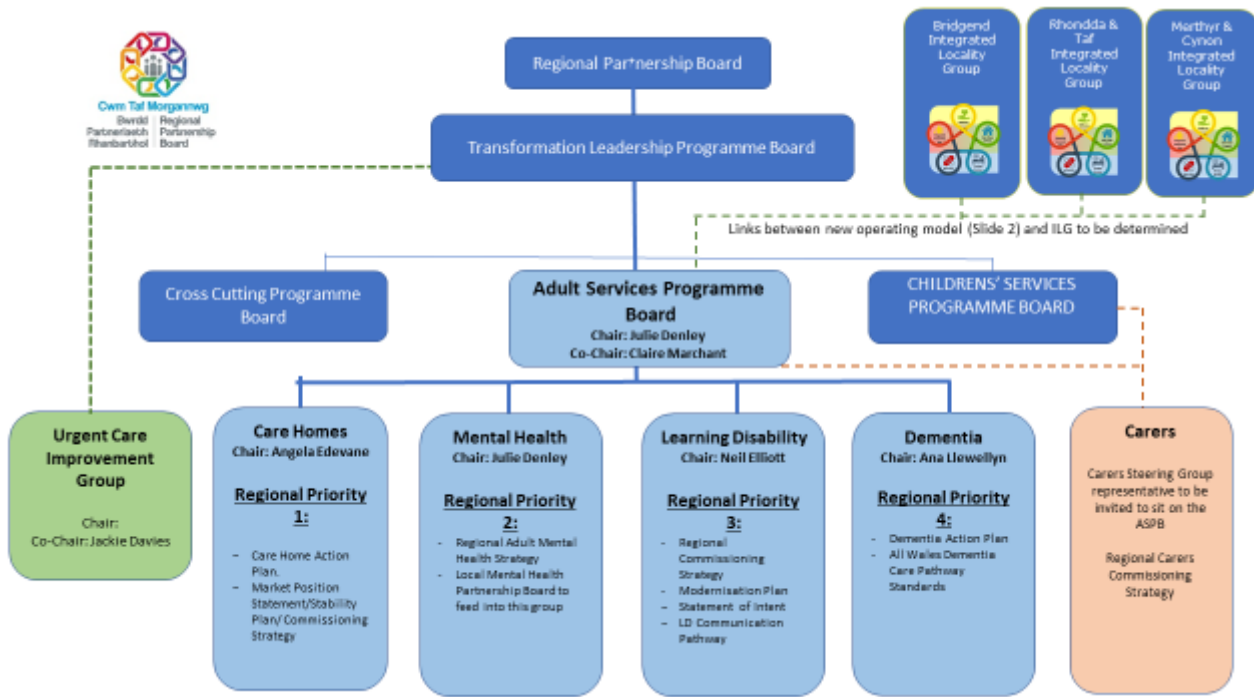 Cwm Taf Morgannwg
Bwrdd
Partneriaeth
Rhanbarthol
Regional
Partnership
Board
Regional Par*nership Board
Bridgend
Integrated
Locality
Group
Rhondda &
Taf
Integrated
Locality
Group
Merthyr &
Cynon
Integrated
Locality
Group
Transformation Leadership Programme Board
Links between new operating model (Slide 2) and ILG to be determined
Cross Cutting Programme
Board
Adult Services Programme
Board
Chair: Julie Denley
Co-Chair: Claire Marchant
CHILDRENS’ SERVICES
PROGRAMME BOARD
Urgent Care
Improvement
Group
Chair:
Co-Chair: Jackie Davies
Care Homes
Chair: Angela Edevane
Regional Priority
1:
– Care Home Action
Plan.
– Market Position
Statement/Stability
Plan/ Commissioning
Strategy
Mental Health
Chair: Julie Denley
Regional Priority
2:
– Regional Adult Mental
Health Strategy
– Local Mental Health
Partnership Board to
feed into this group
Learning Disability
Chair: Neil Elliott
Regional Priority
3:
– Regional
Commissioning
Strategy
– Modernisation Plan
– Statement of Intent
– LD Communication
Pathway
Dementia
Chair: Ana Llewellyn
Regional Priority
4:
– Dementia Action Plan
– All Wales Dementia
Care Pathway
Standards
Carers
Carers Steering Group
representative to be
invited to sit on the
ASPB
Regional Carers
Commissioning
Strategy